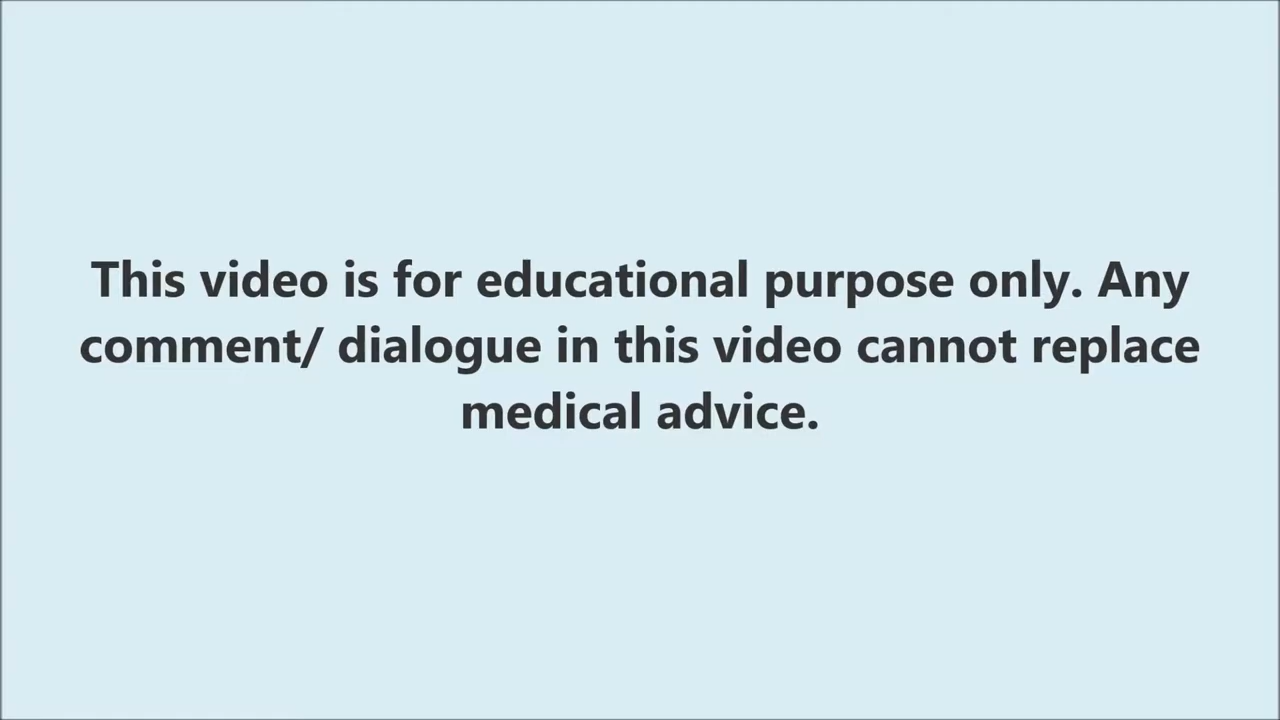 This video is for educational purpose only. Any
comment/ dialogue in this video cannot replace
medical advice.